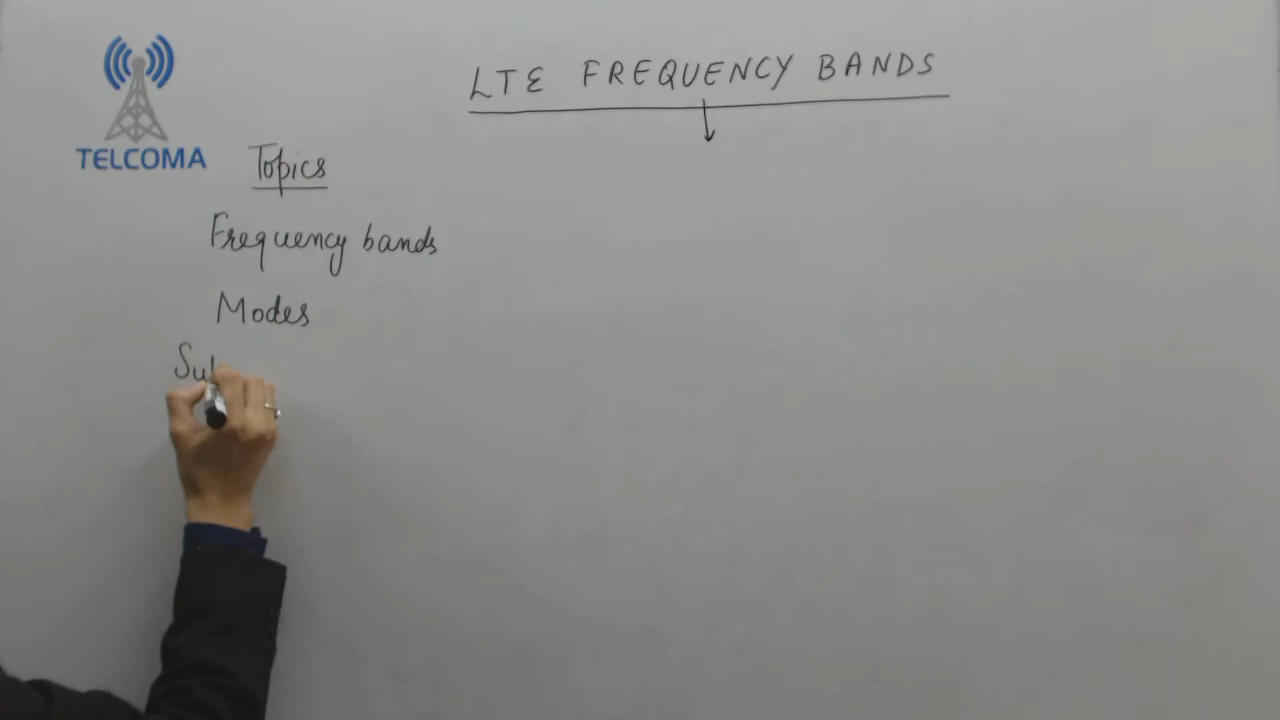 LTE FREQUENCY BANDS
TELCOMA
Topics
Frequency bands
Modes